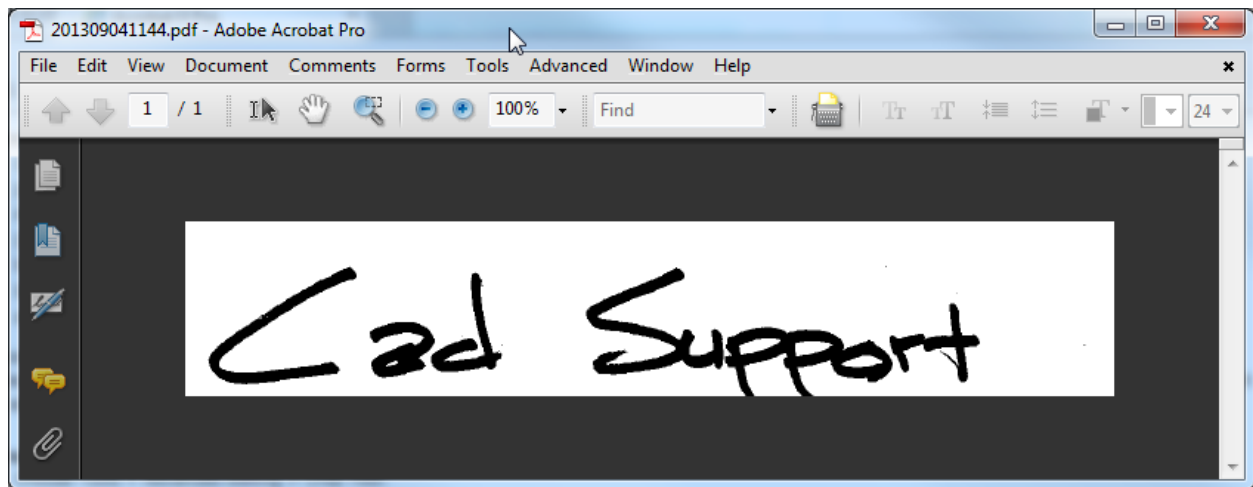 201309041144.pdf - Adobe Acrobat Pro
File Edit View Document Comments Forms Tools Advanced Window Help
1 / 1 100% Find 24
Cad Support